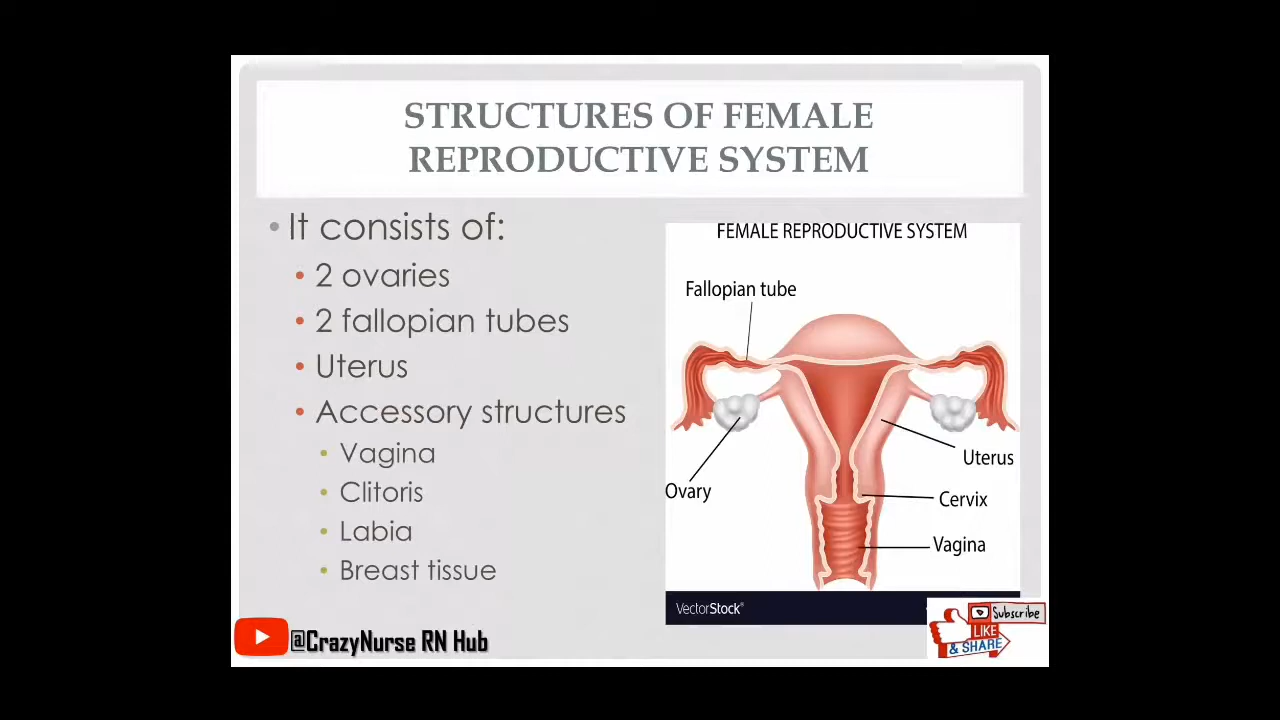 STRUCTURES OF FEMALE
REPRODUCTIVE SYSTEM
• It consists of:
• 2 ovaries
• 2 fallopian tubes
• Uterus
• Accessory structures
• Vagina
• Clitoris
• Labia
• Breast tissue
FEMALE REPRODUCTIVE SYSTEM
Fallopian tube
Ovary
Uterus
Cervix
Vagina
VectorStock®
@CrazyNurse RN Hub
Subscribe
LIKE
& SHARE